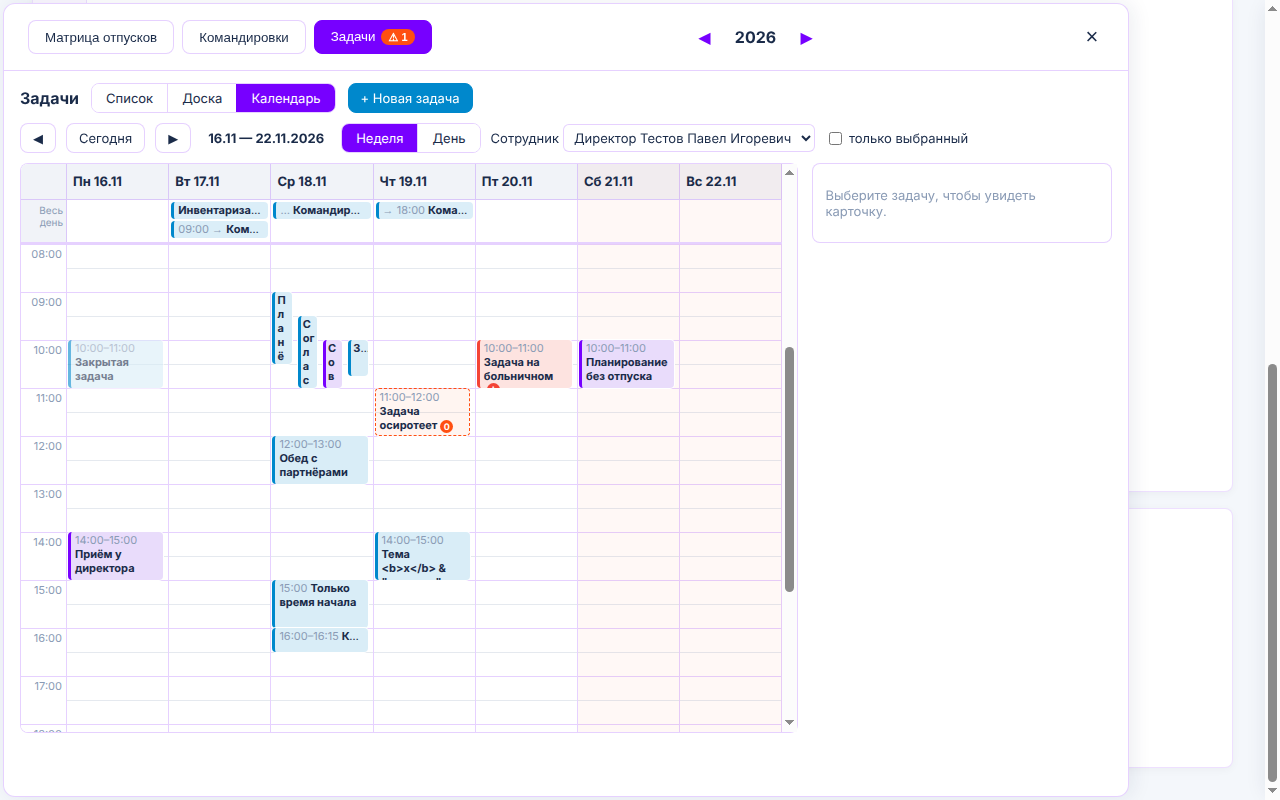 Матрица отпусков
Командировки
Задачи ⚠ 1
◀ 2026 ▶
×
Задачи
Список
Доска
Календарь
+ Новая задача
◀
Сегодня
▶
16.11 — 22.11.2026
Неделя
День
Сотрудник
Директор Тестов Павел Игоревич
только выбранный
Пн 16.11
Вт 17.11
Ср 18.11
Чт 19.11
Пт 20.11
Сб 21.11
Вс 22.11
Весь
день
Инвентариза...
09:00 → Ком...
... Командир...
→ 18:00 Кома...
Выберите задачу, чтобы увидеть
карточку.
08:00
09:00
10:00
11:00
12:00
13:00
14:00
15:00
16:00
17:00
10:00–11:00
Закрытая
задача
14:00–15:00
Приём у
директора
П
л
а
н
ё
С
ог
л
а
с
С
о
в
З...
12:00–13:00
Обед с
партнёрами
15:00 Только
время начала
16:00–16:15 К...
11:00–12:00
Задача
осиротеет 0
14:00–15:00
Тема
<b>x</b> &
10:00–11:00
Задача на
больничном
10:00–11:00
Планирование
без отпуска